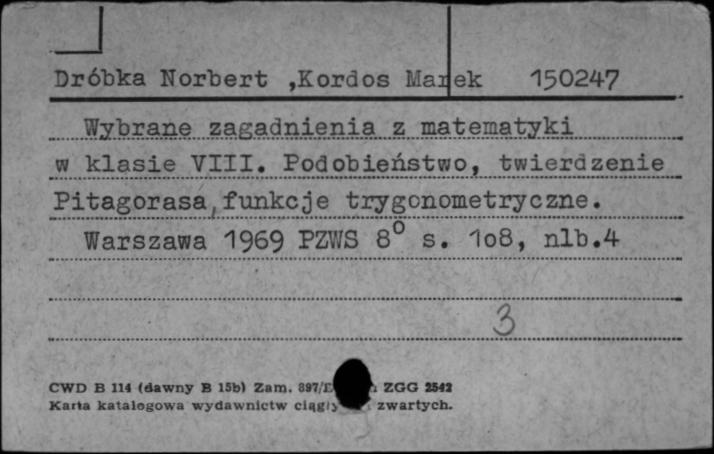 Dróbka Norbert ,Kordos Marek 150247
Wybrane zagadnienia z matematyki
w klasie VIII. Podobieństwo, twierdzenie
Pitagorasa, funkcje trygonometryczne.
Warszawa 1969 PZWS 8° s. 1o8, nlb.4
3
CWD B 114 (dawny B 15b) Zam. ZGG 2542
Karta katalogowa wydawnictw zwartych.